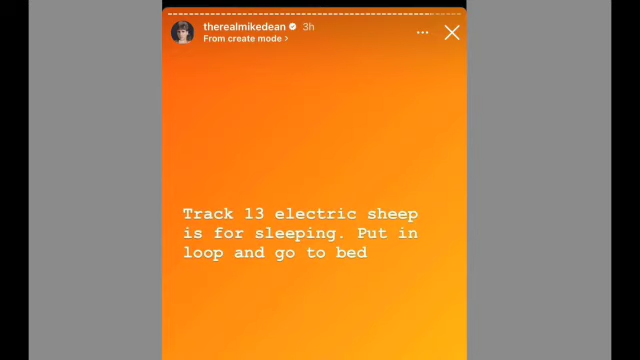 therealmikedean 3h
From create mode >
Track 13 electric sheep
is for sleeping. Put in
loop and go to bed